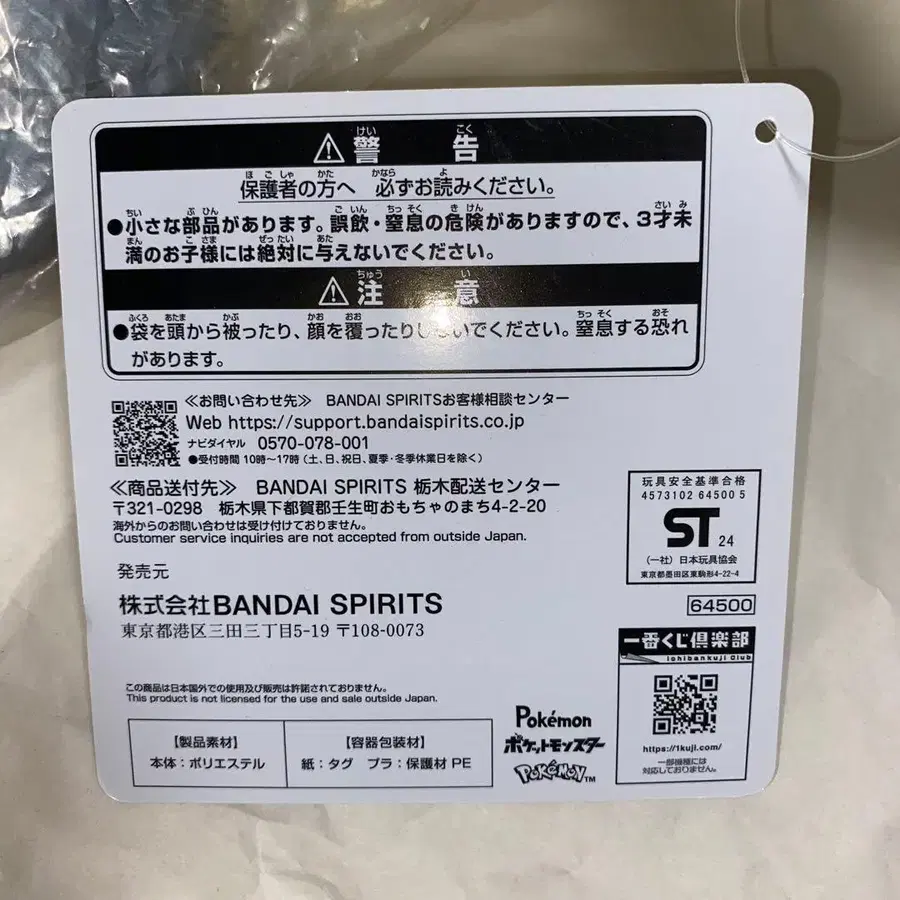 ⚠警告
保護者の方へ 必ずお読みください。
●小さな部品があります。誤飲・窒息の危険がありますので、3才未
満のお子様には絶対に与えないでください。
⚠注意
●袋を頭から被ったり、顔を覆ったりしないでください。窒息する恐れ
があります。
≪お問い合わせ先≫ BANDAI SPIRITSお客様相談センター
Web https://support.bandaispirits.co.jp
ナビダイヤル 0570-078-001
●受付時間 10時~17時(土、日、祝日、夏季・冬季休業日を除く)
≪商品送付先≫ BANDAI SPIRITS 栃木配送センター
〒321-0298 栃木県下都賀郡壬生町おもちゃのまち4-2-20
海外からのお問い合わせは受け付けておりません。
Customer service inquiries are not accepted from outside Japan.
発売元
株式会社BANDAI SPIRITS
東京都港区三田三丁目5-19 〒108-0073
玩具安全基準合格
4573102 64500 5
ST 24
(一社)日本玩具協会
東京都墨田区東駒形4-22-4
64500
一番くじ倶楽部
Ichibankuji Club
https://1kuji.com/
一部機種には
対応しておりません。
この商品は日本国外での使用及び販売は許諾されておりません。
This product is not licensed for the use and sale outside Japan.
【製品素材】
本体:ポリエステル
【容器包装材】
紙:タグ プラ:保護材 PE
Pokémon
ポケットモンスター
POKéMON™